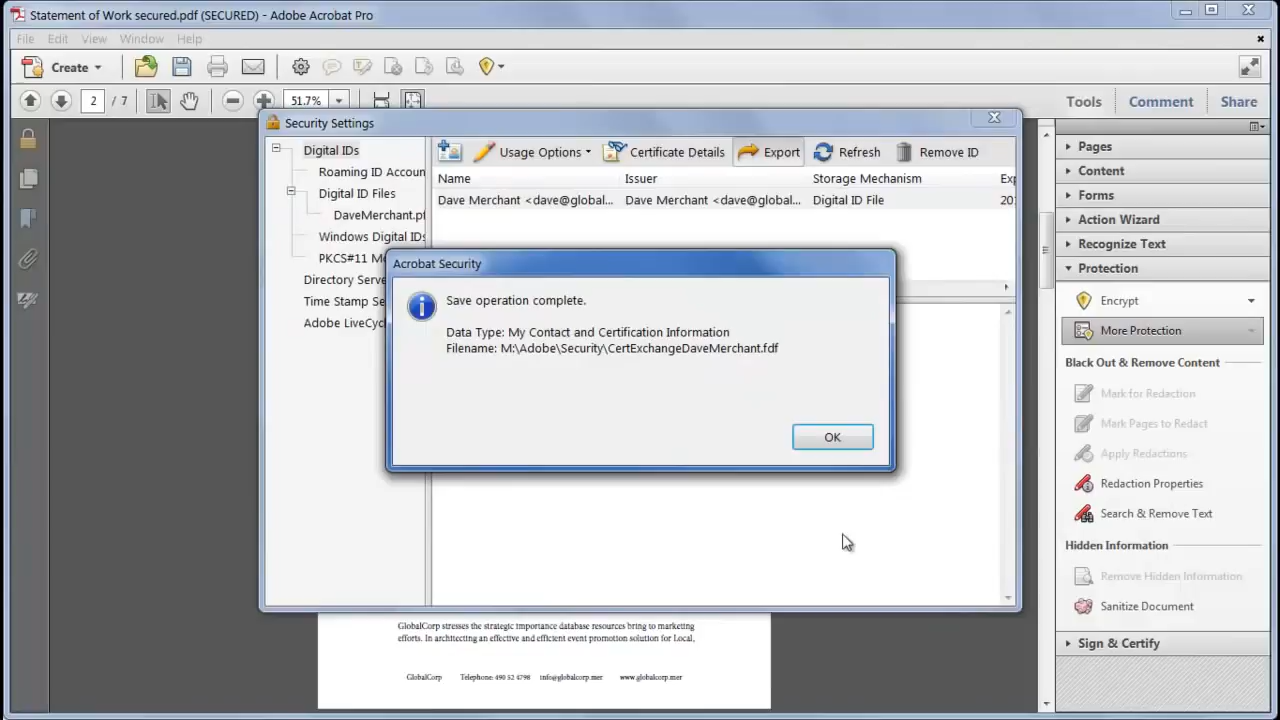 Statement of Work secured.pdf (SECURED) - Adobe Acrobat Pro
File Edit View Window Help
Create
2 / 7 51.7% Tools Comment Share
Security Settings
Digital IDs
Roaming ID Accoun
Digital ID Files
DaveMerchant.pf
Windows Digital IDs
PKCS#11 M
Directory Serve
Time Stamp Se
Adobe LiveCyc
Usage Options Certificate Details Export Refresh Remove ID
Name Issuer Storage Mechanism Exp
Dave Merchant <dave@global... Dave Merchant <dave@global... Digital ID File 201
Acrobat Security
Save operation complete.
Data Type: My Contact and Certification Information
Filename: M:\Adobe\Security\CertExchangeDaveMerchant.fdf
OK
Pages
Content
Forms
Action Wizard
Recognize Text
Protection
Encrypt
More Protection
Black Out & Remove Content
Mark for Redaction
Mark Pages to Redact
Apply Redactions
Redaction Properties
Search & Remove Text
Hidden Information
Remove Hidden Information
Sanitize Document
Sign & Certify
GlobalCorp stresses the strategic importance database resources bring to marketing
efforts. In architecting an effective and efficient event promotion solution for Local,
GlobalCorp Telephone: 490 52 4798 info@globalcorp.mer www.globalcorp.mer